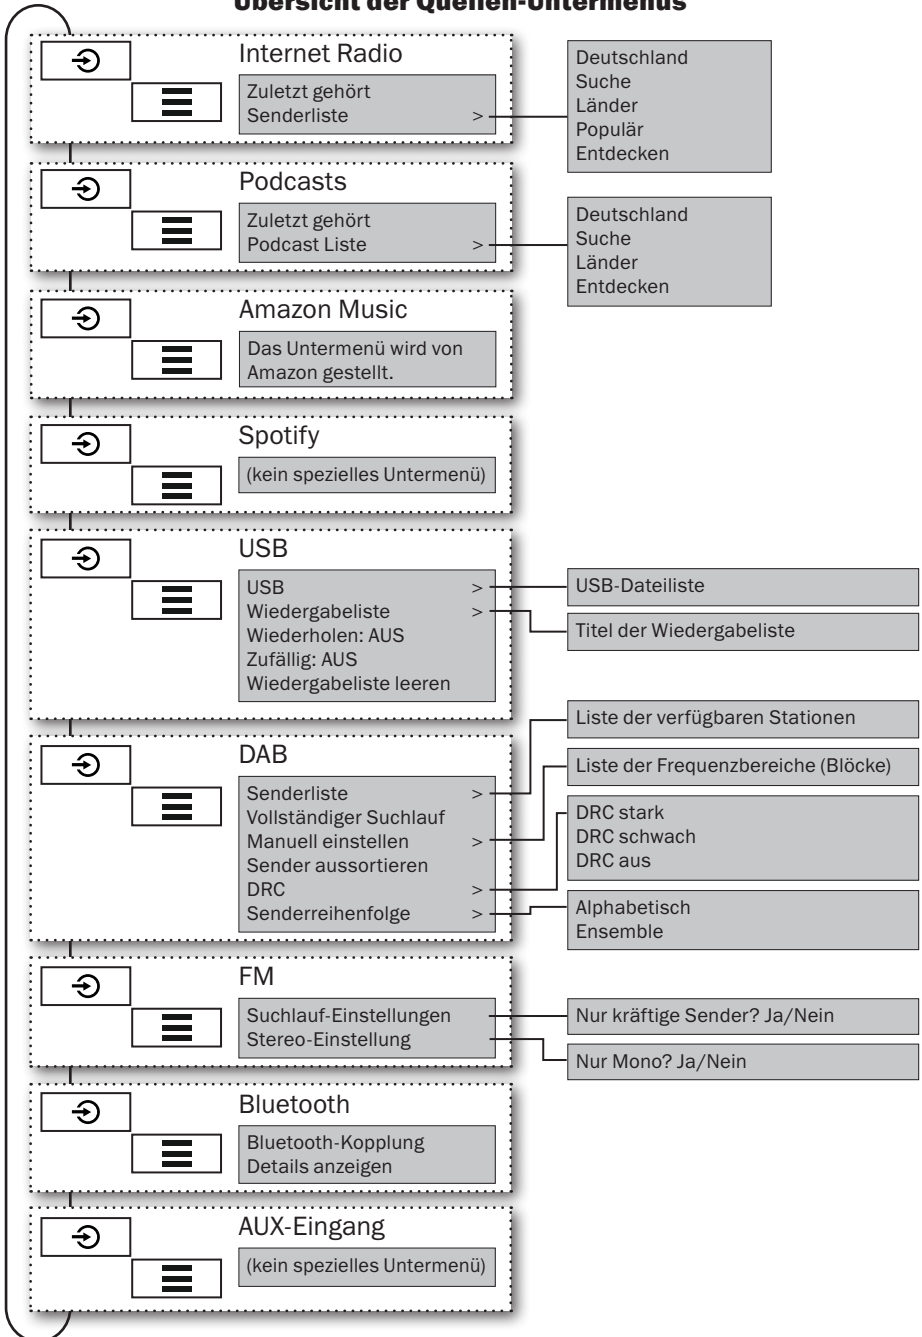 Übersicht der Quellen-Untermenüs
Internet Radio
Zuletzt gehört
Senderliste >
Deutschland
Suche
Länder
Populär
Entdecken
Podcasts
Zuletzt gehört
Podcast Liste >
Deutschland
Suche
Länder
Entdecken
Amazon Music
Das Untermenü wird von
Amazon gestellt.
Spotify
(kein spezielles Untermenü)
USB
USB >
Wiedergabeliste >
Wiederholen: AUS
Zufällig: AUS
Wiedergabeliste leeren
USB-Dateiliste
Titel der Wiedergabeliste
DAB
Senderliste >
Vollständiger Suchlauf
Manuell einstellen >
Sender aussortieren
DRC >
Senderreihenfolge >
Liste der verfügbaren Stationen
Liste der Frequenzbereiche (Blöcke)
DRC stark
DRC schwach
DRC aus
Alphabetisch
Ensemble
FM
Suchlauf-Einstellungen
Stereo-Einstellung
Nur kräftige Sender? Ja/Nein
Nur Mono? Ja/Nein
Bluetooth
Bluetooth-Kopplung
Details anzeigen
AUX-Eingang
(kein spezielles Untermenü)